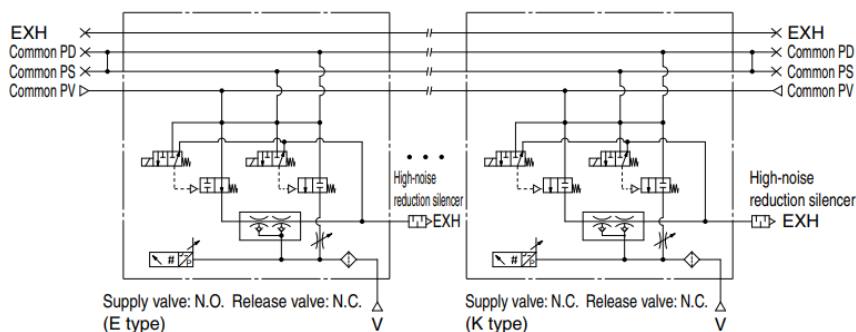 EXH EXH
Common PD Common PD
Common PS Common PS
Common PV Common PV
High-noise
reduction silencer
EXH
High-noise
reduction silencer
EXH
#
P
#
P
Supply valve: N.O. Release valve: N.C.
(E type)
V
Supply valve: N.C. Release valve: N.C.
(K type)
V